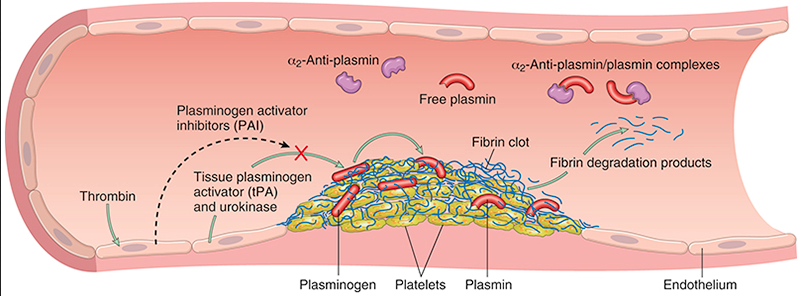 α2-Anti-plasmin
α2-Anti-plasmin/plasmin complexes
Free plasmin
Plasminogen activator
inhibitors (PAI)
Fibrin clot
Fibrin degradation products
Tissue plasminogen
activator (tPA)
and urokinase
Thrombin
Plasminogen
Platelets
Plasmin
Endothelium